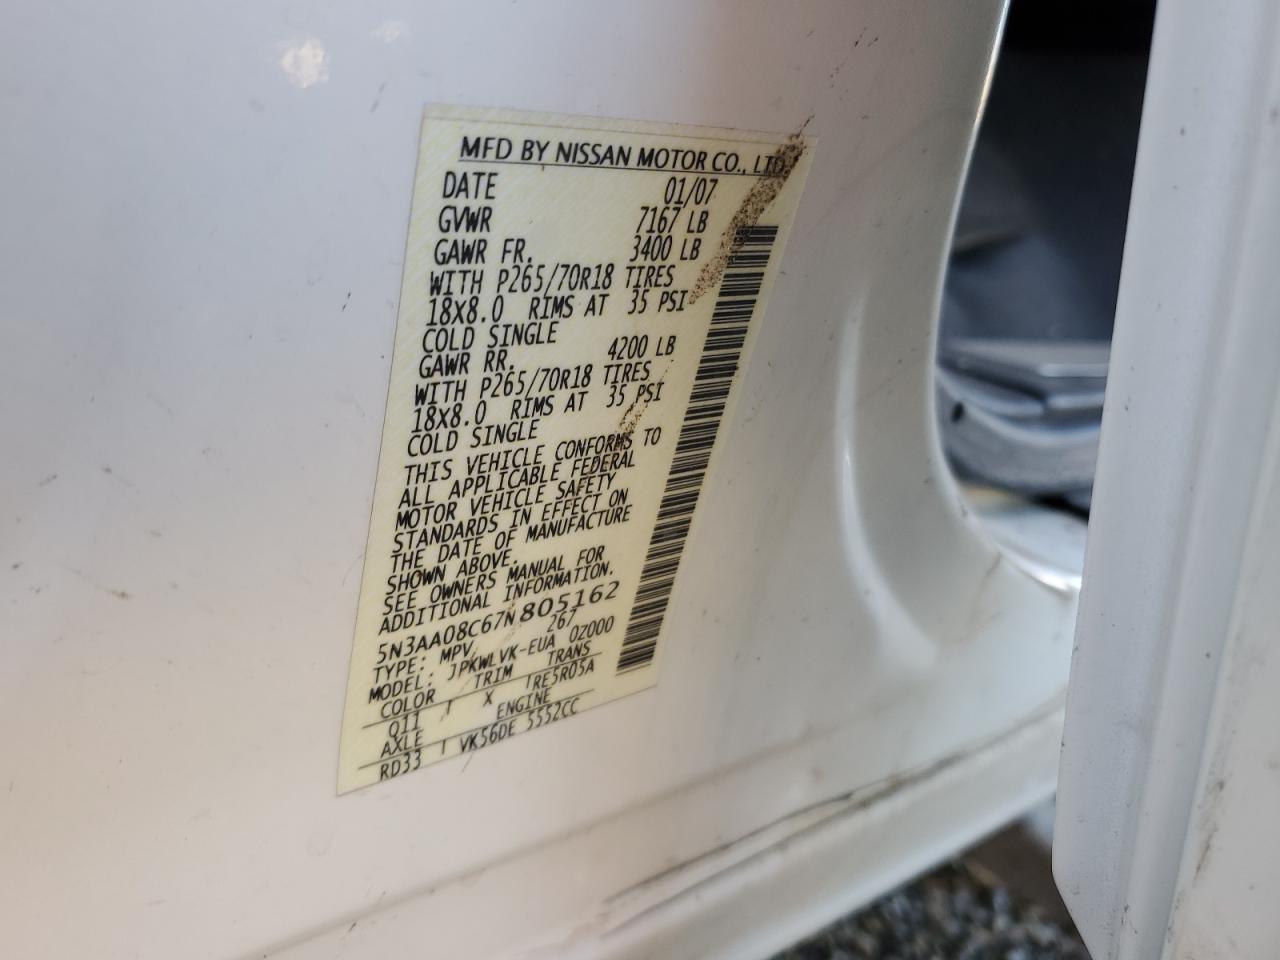 MFD BY NISSAN MOTOR CO., LTD.
DATE 01/07
GVWR 7167 LB
GAWR FR. 3400 LB
WITH P265/70R18 TIRES
18X8.0 RIMS AT 35 PSI
COLD SINGLE
GAWR RR. 4200 LB
WITH P265/70R18 TIRES
18X8.0 RIMS AT 35 PSI
COLD SINGLE
THIS VEHICLE CONFORMS TO
ALL APPLICABLE FEDERAL
MOTOR VEHICLE SAFETY
STANDARDS IN EFFECT ON
THE DATE OF MANUFACTURE
SHOWN ABOVE.
SEE OWNERS MANUAL FOR
ADDITIONAL INFORMATION.
5N3AA08C67N805162
TYPE: MPV 267
MODEL: JPKWLVK-EUA 0Z000
COLOR TRIM TRANS
Q11 X RE5R05A
AXLE ENGINE
RD33 VK56DE 5552CC